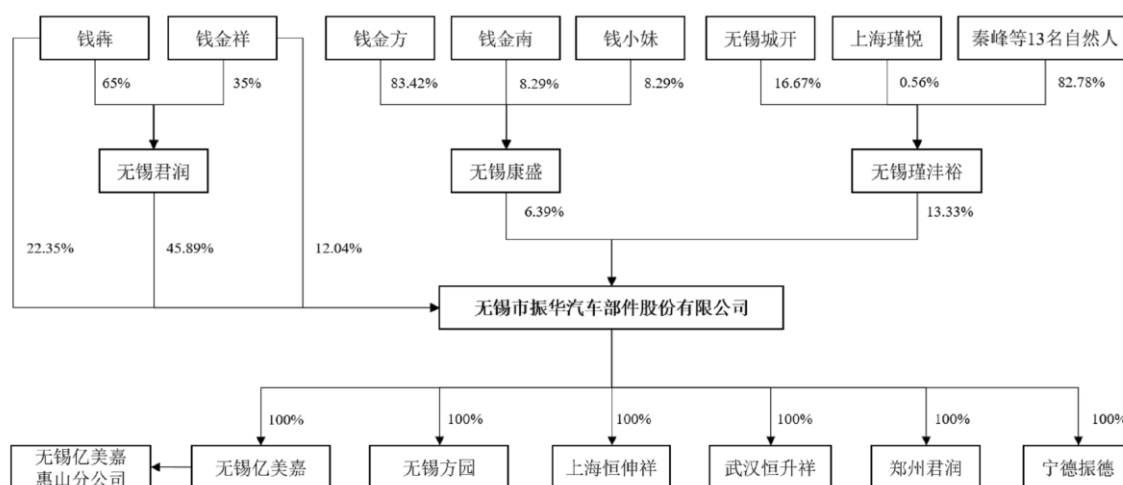 钱犇
钱金祥
钱金方
钱金南
钱小妹
无锡城开
上海瑾悦
秦峰等13名自然人
65%
35%
83.42%
8.29%
8.29%
16.67%
0.56%
82.78%
无锡君润
无锡康盛
无锡瑾沣裕
6.39%
13.33%
22.35%
45.89%
12.04%
无锡市振华汽车部件股份有限公司
100%
100%
100%
100%
100%
100%
无锡亿美嘉
惠山分公司
无锡亿美嘉
无锡方园
上海恒伸祥
武汉恒升祥
郑州君润
宁德振德